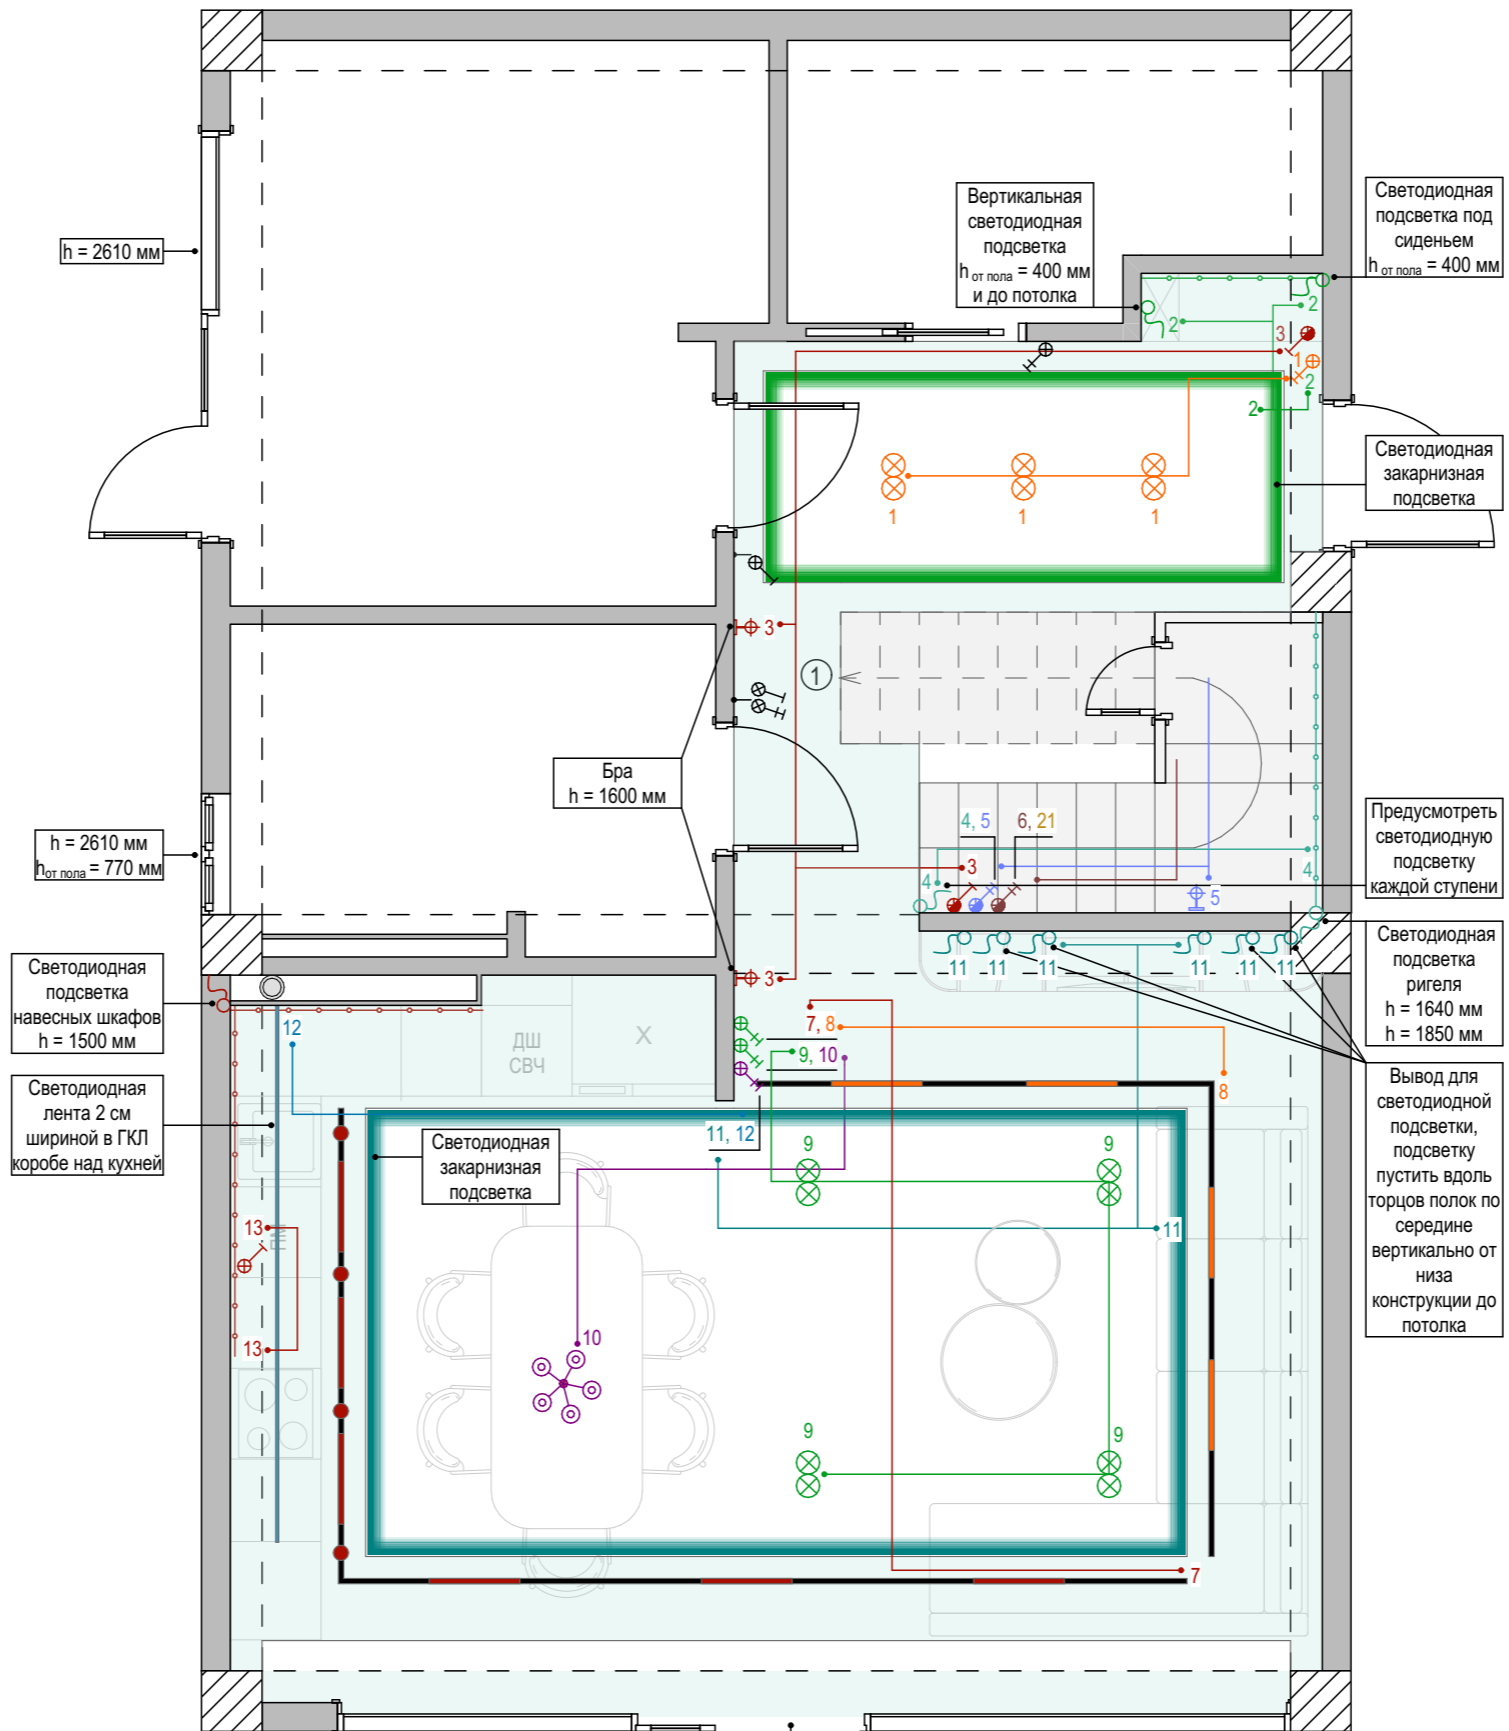 Вертикальная
светодиодная
подсветка
h от пола = 400 мм
и до потолка
Светодиодная
подсветка под
сиденьем
h от пола = 400 мм
h = 2610 мм
2
2
3
1
2
2
Светодиодная
закарнизная
подсветка
1
1
1
3
1
Бра
h = 1600 мм
4, 5
6, 21
Предусмотреть
светодиодную
подсветку
каждой ступени
h = 2610 мм
h от пола = 770 мм
3
4
4
5
Светодиодная
подсветка
ригеля
h = 1640 мм
h = 1850 мм
11
11
11
11
11
11
Светодиодная
подсветка
навесных шкафов
h = 1500 мм
3
12
ДШ
СВЧ
Х
7, 8
9, 10
8
Светодиодная
лента 2 см
шириной в ГКЛ
коробе над кухней
Вывод для
светодиодной
подсветки,
подсветку
пустить вдоль
торцов полок по
середине
вертикально от
низа
конструкции до
потолка
Светодиодная
закарнизная
подсветка
11, 12
9
9
13
ПМ
11
13
10
9
9
7